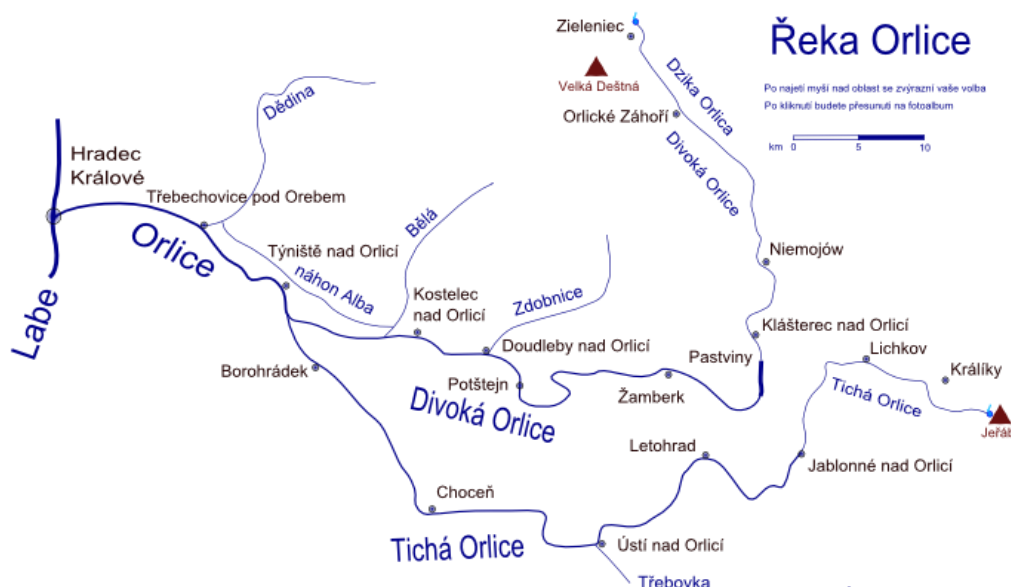 Řeka Orlice
Po najetí myší nad oblast se zvýrazní vaše volba
Po kliknutí budete přesunuti na fotoalbum
km 0 5 10
Zieleniec
Velká Deštná
Dzika Orlica
Orlické Záhoří
Divoká Orlice
Dědina
Hradec
Králové
Třebechovice pod Orebem
Orlice
Labe
Týniště nad Orlicí
náhon Alba
Bělá
Kostelec
nad Orlicí
Zdobnice
Niemojów
Klášterec nad Orlicí
Doudleby nad Orlicí
Pastviny
Lichkov
Králíky
Borohrádek
Potštejn
Divoká Orlice
Žamberk
Tichá Orlice
Jeřáb
Letohrad
Jablonné nad Orlicí
Choceň
Tichá Orlice
Ústí nad Orlicí
Třebovka